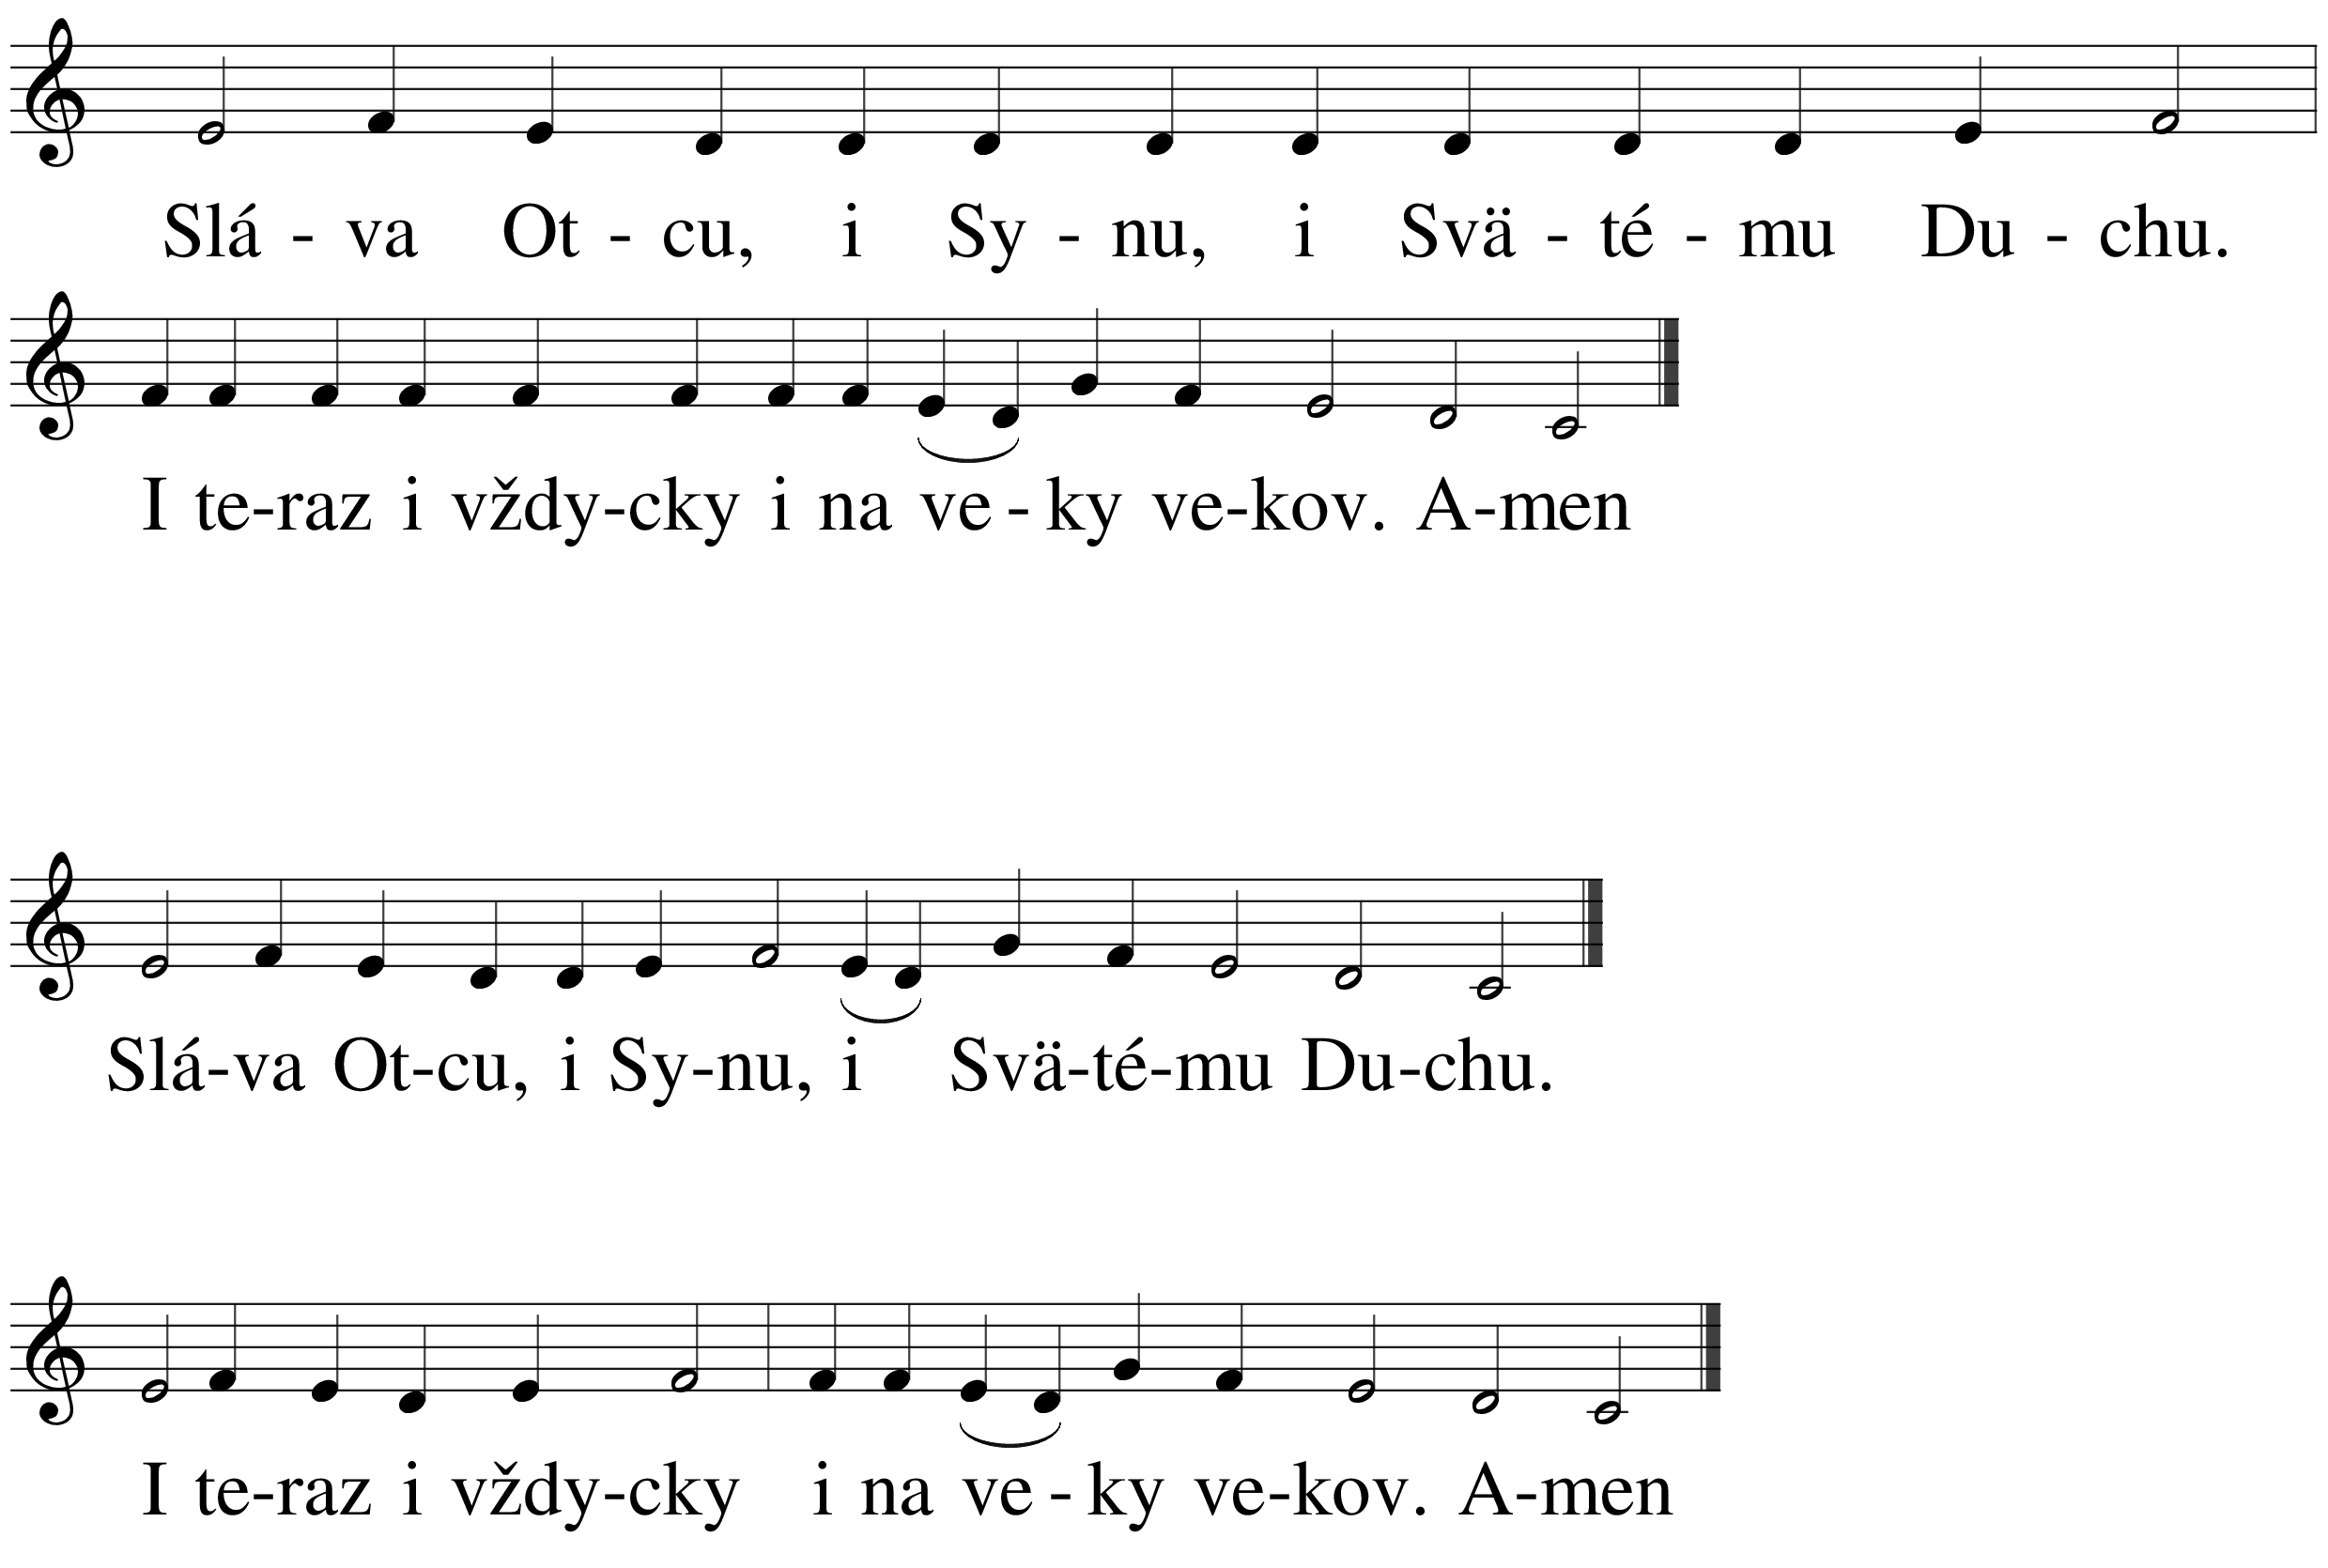 Slá - va Ot - cu, i Sy - nu, i Svä - té - mu Du - chu.
I te-raz i vždy-cky i na ve - ky ve-kov. A-men
Slá-va Ot-cu, i Sy-nu, i Svä-té-mu Du-chu.
I te-raz i vždy-cky i na ve - ky ve-kov. A-men